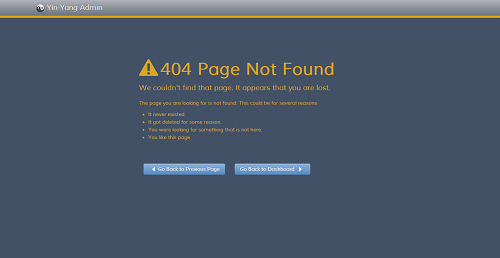 Yin-Yang Admin
404 Page Not Found
We couldn't find that page. It appears that you are lost.
The page you are looking for is not found. This could be for several reasons
It never existed.
It got deleted for some reason.
You were looking for something that is not here.
You like this page.
Go Back to Previous Page
Go Back to Dashboard